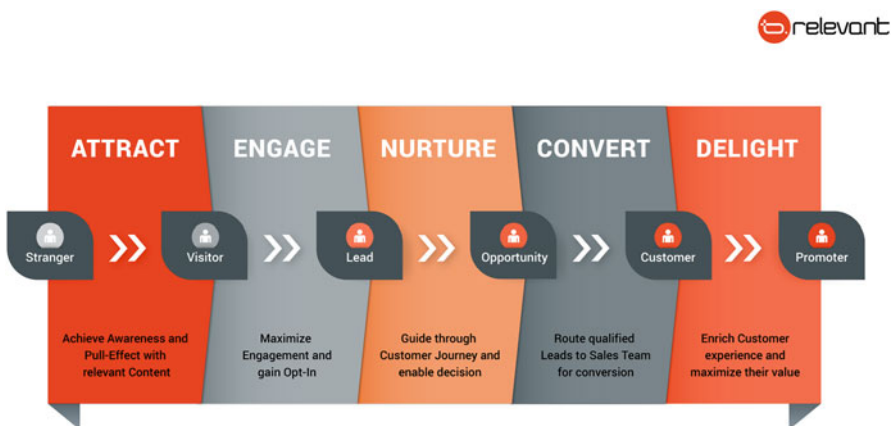 b.relevant
ATTRACT
ENGAGE
NURTURE
CONVERT
DELIGHT
Stranger
Visitor
Lead
Opportunity
Customer
Promoter
Achieve Awareness and
Pull-Effect with
relevant Content
Maximize
Engagement and
gain Opt-In
Guide through
Customer Journey and
enable decision
Route qualified
Leads to Sales Team
for conversion
Enrich Customer
experience and
maximize their value